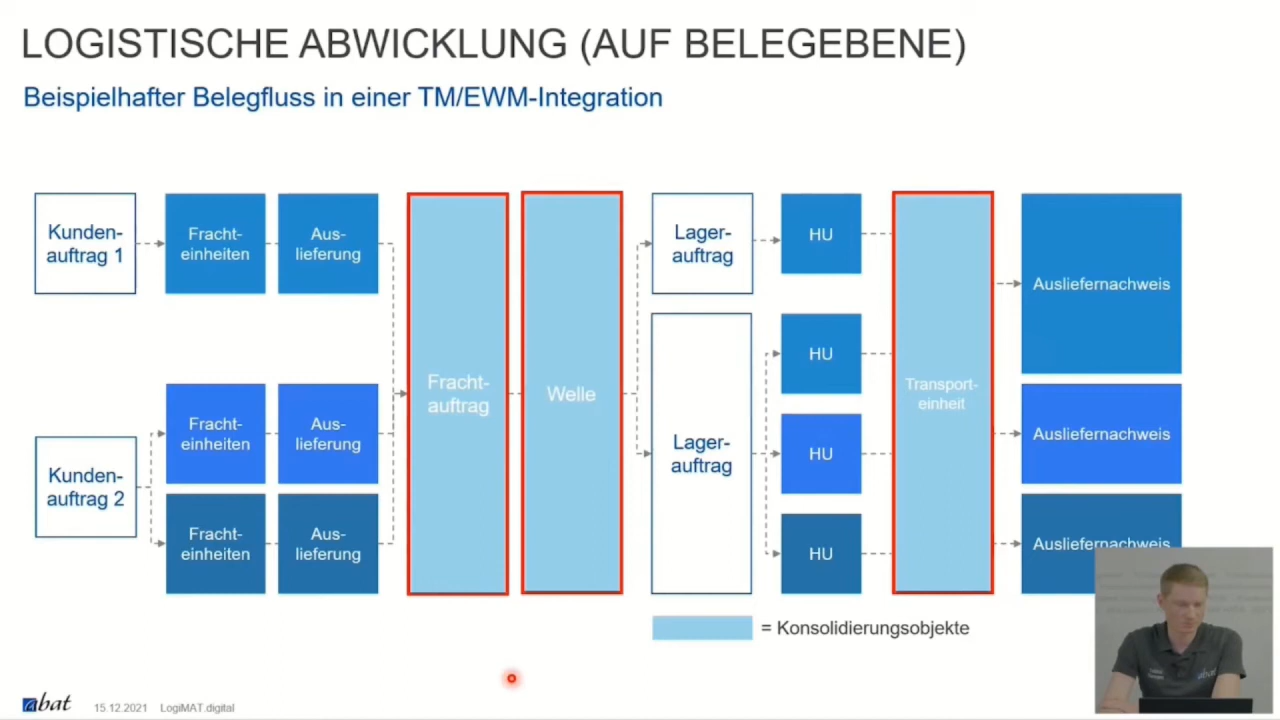 LOGISTISCHE ABWICKLUNG (AUF BELEGEBENE)
Beispielhafter Belegfluss in einer TM/EWM-Integration
Kunden-
auftrag 1
Fracht-
einheiten
Aus-
lieferung
Kunden-
auftrag 2
Fracht-
einheiten
Aus-
lieferung
Fracht-
einheiten
Aus-
lieferung
Fracht-
auftrag
Welle
Lager-
auftrag
HU
Lager-
auftrag
HU
HU
HU
Transport-
einheit
Ausliefernachweis
Ausliefernachweis
Ausliefernachweis
= Konsolidierungsobjekte
abat
15.12.2021
LogiMAT.digital
abat